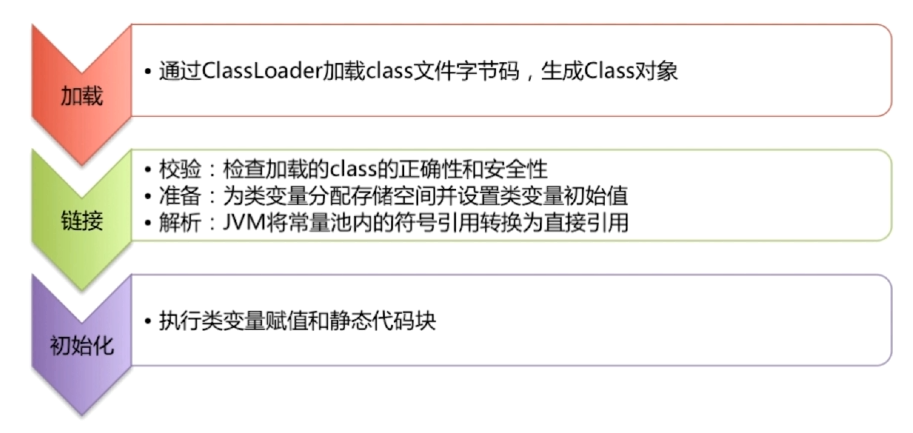 加载
• 通过ClassLoader加载class文件字节码，生成Class对象
链接
• 校验：检查加载的class的正确性和安全性
• 准备：为类变量分配存储空间并设置类变量初始值
• 解析：JVM将常量池内的符号引用转换为直接引用
初始化
• 执行类变量赋值和静态代码块